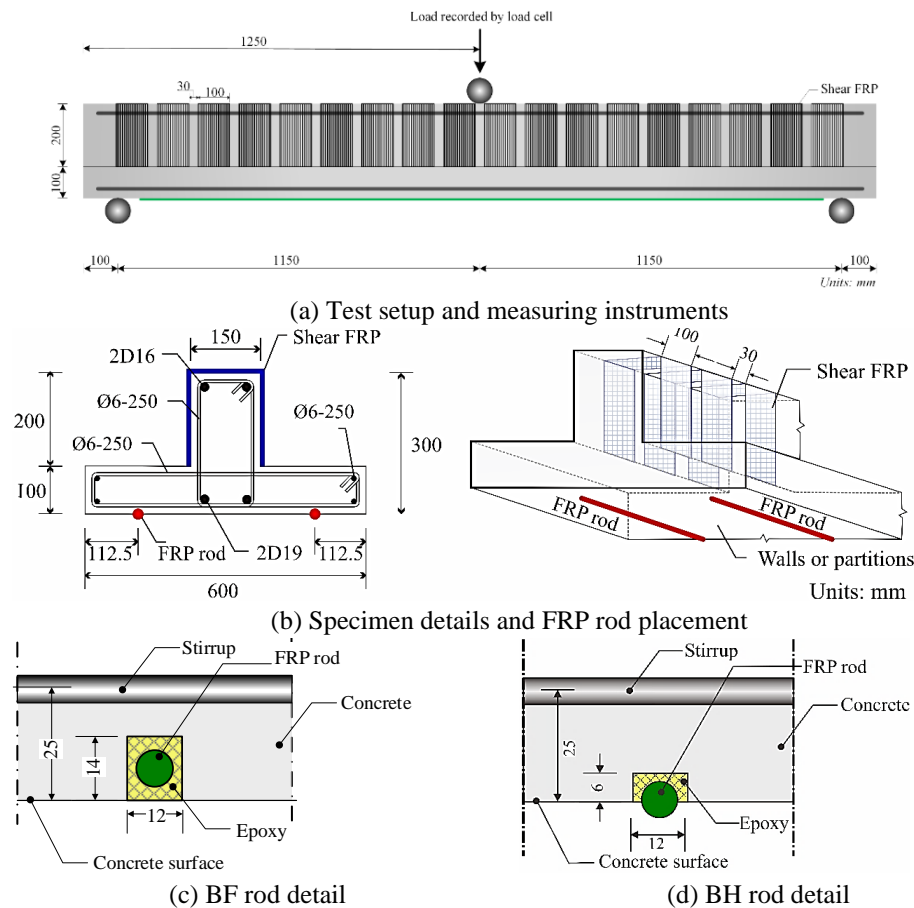 Load recorded by load cell
1250
30
100
Shear FRP
200
100
100
1150
1150
100
Units: mm
(a) Test setup and measuring instruments
150
Shear FRP
2D16
Ø6-250
Ø6-250
Ø6-250
200
100
300
112.5
FRP rod
2D19
112.5
600
100
30
Shear FRP
FRP rod
FRP rod
Walls or partitions
Units: mm
(b) Specimen details and FRP rod placement
Stirrup
FRP rod
Concrete
25
14
12
Epoxy
Concrete surface
(c) BF rod detail
Stirrup
FRP rod
Concrete
25
6
12
Epoxy
Concrete surface
(d) BH rod detail